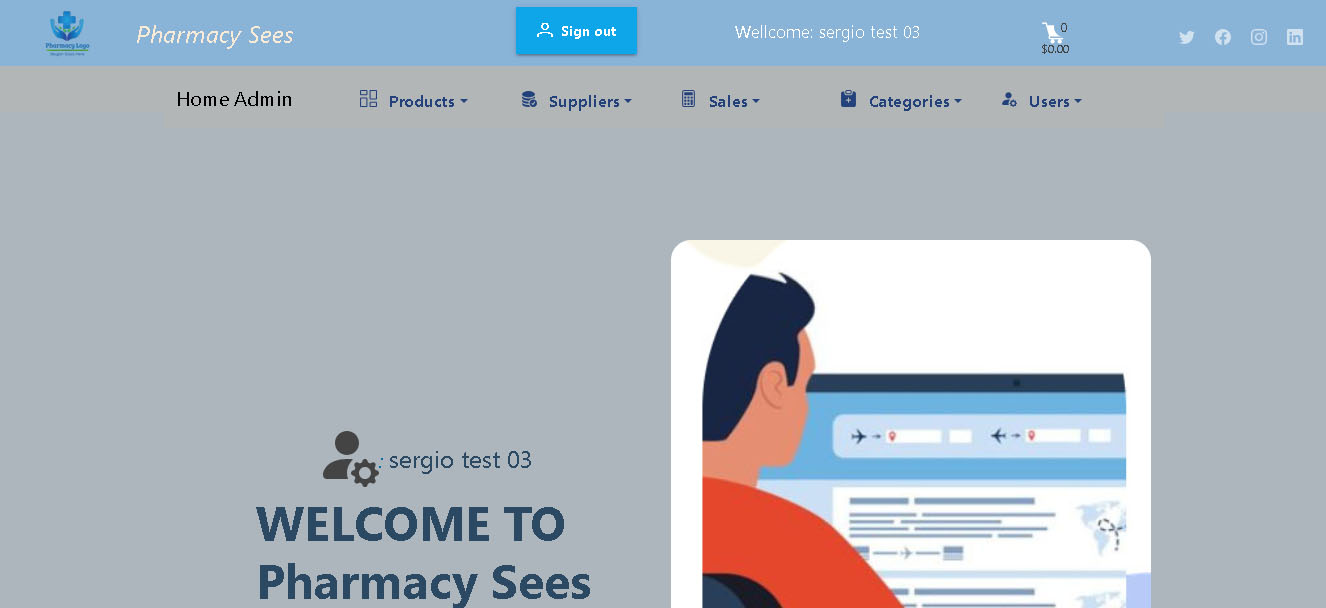 Pharmacy Logo
Pharmacy Sees
Sign out
Wellcome: sergio test 03
0
$0.00
Home Admin
Products
Suppliers
Sales
Categories
Users
: sergio test 03
WELCOME TO
Pharmacy Sees